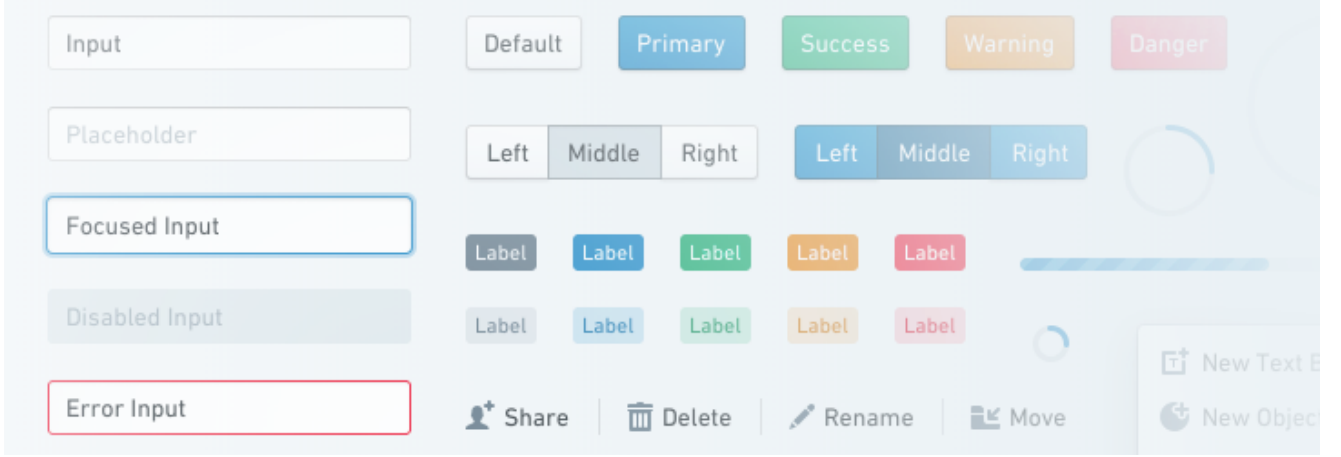 Input
Placeholder
Focused Input
Disabled Input
Error Input
Default Primary Success Warning Danger
Left Middle Right Left Middle Right
Label Label Label Label Label
Label Label Label Label Label
Share Delete Rename Move
New Text
New Object